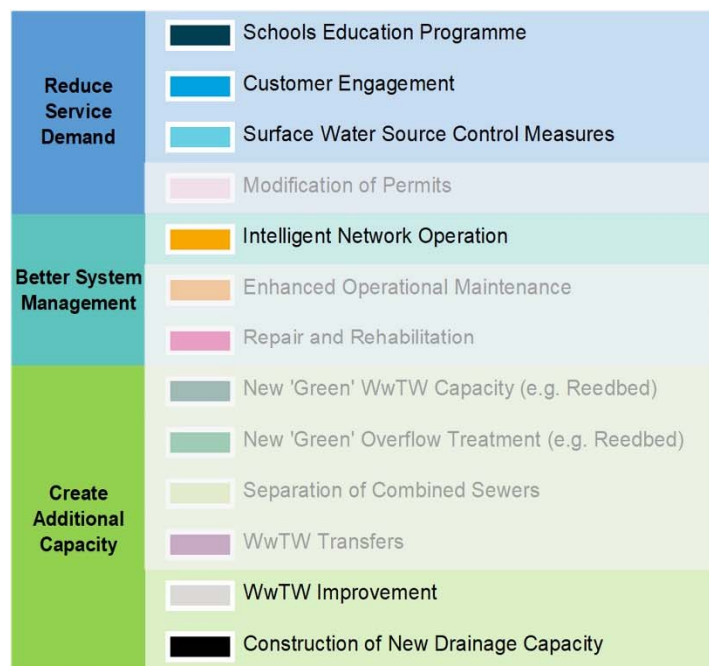 Reduce
Service
Demand
Schools Education Programme
Customer Engagement
Surface Water Source Control Measures
Modification of Permits
Better System
Management
Intelligent Network Operation
Enhanced Operational Maintenance
Repair and Rehabilitation
Create
Additional
Capacity
New 'Green' WwTW Capacity (e.g. Reedbed)
New 'Green' Overflow Treatment (e.g. Reedbed)
Separation of Combined Sewers
WwTW Transfers
WwTW Improvement
Construction of New Drainage Capacity